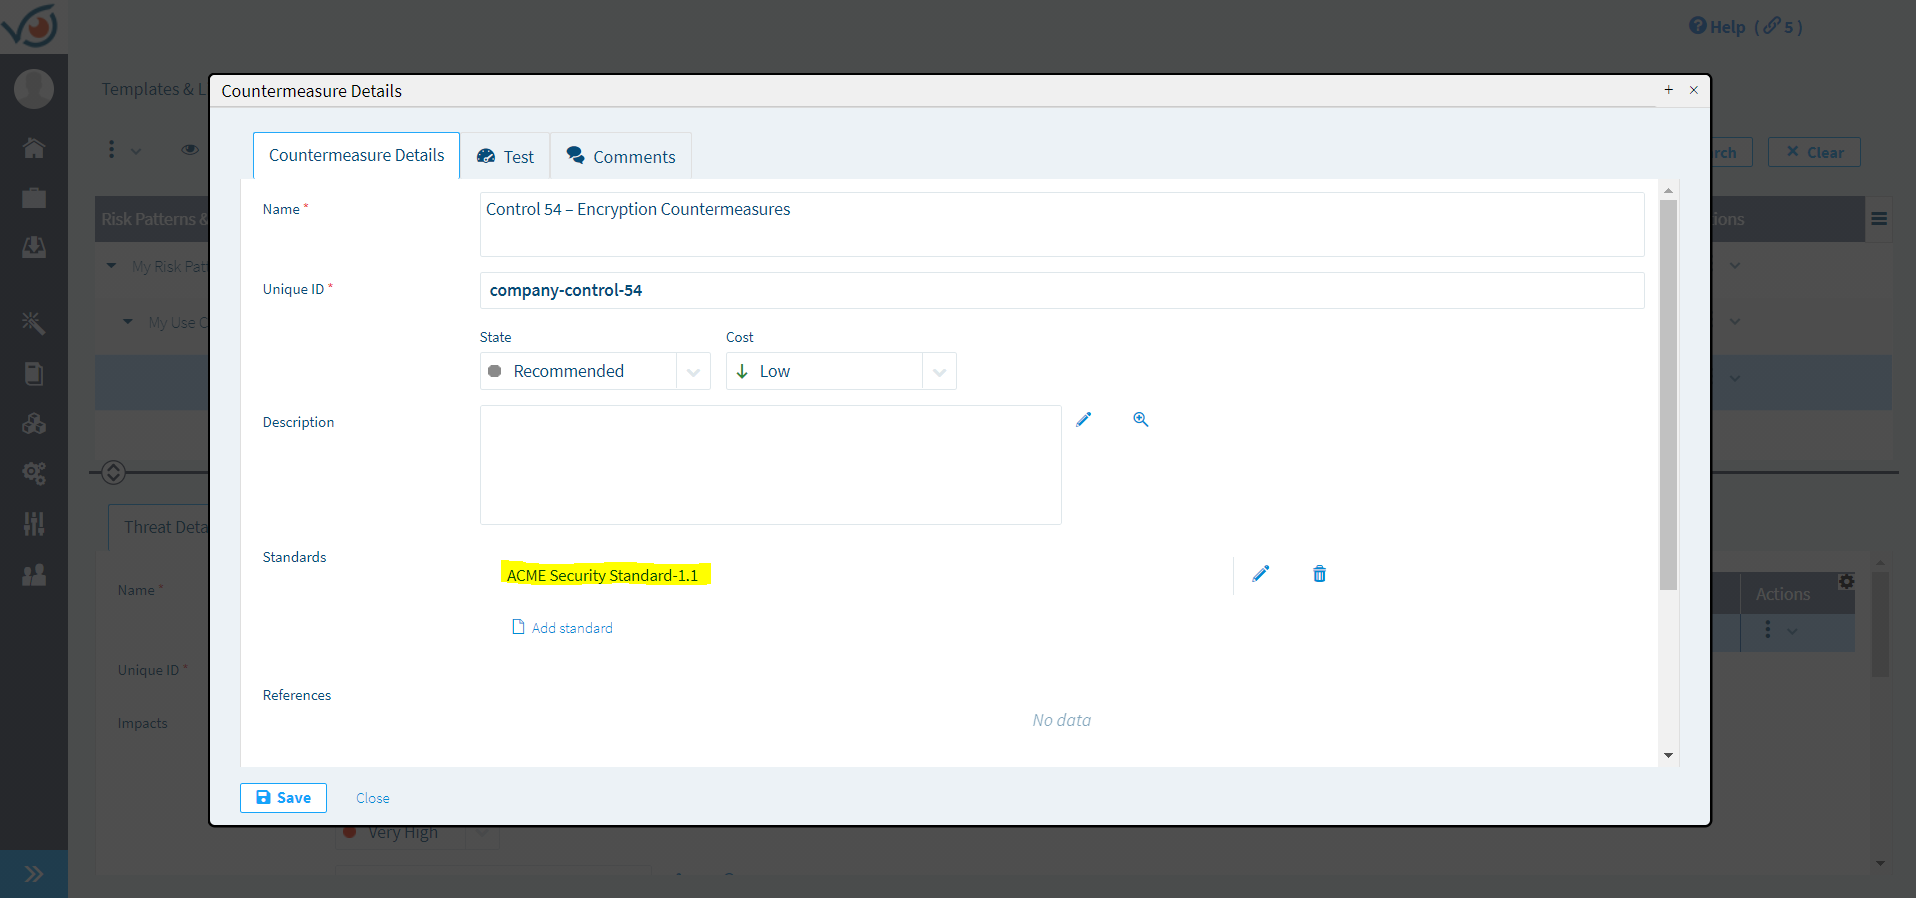 Help ( 5 )
Templates & L
Countermeasure Details
+ ×
Countermeasure Details
Test
Comments
rch
Clear
Risk Patterns &
ions
My Risk Patt
My Use C
Name *
Control 54 – Encryption Countermeasures
Unique ID *
company-control-54
State
Cost
Recommended
Low
Description
Standards
ACME Security Standard-1.1
Add standard
References
No data
Save
Close
Threat Deta
Name *
Unique ID *
Impacts
Actions
Very High